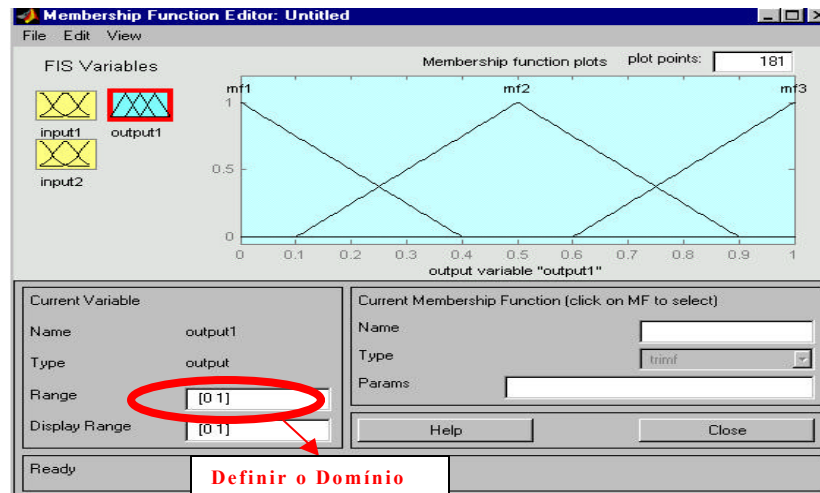 Membership Function Editor: Untitled
File Edit View
FIS Variables
Membership function plots
plot points:
181
input1
output1
input2
mf1
mf2
mf3
1
0.5
0
0 0.1 0.2 0.3 0.4 0.5 0.6 0.7 0.8 0.9 1
output variable "output1"
Current Variable
Name output1
Type output
Range [0 1]
Display Range [0 1]
Current Membership Function (click on MF to select)
Name
Type trimf
Params
Help
Close
Ready
Definir o Domínio